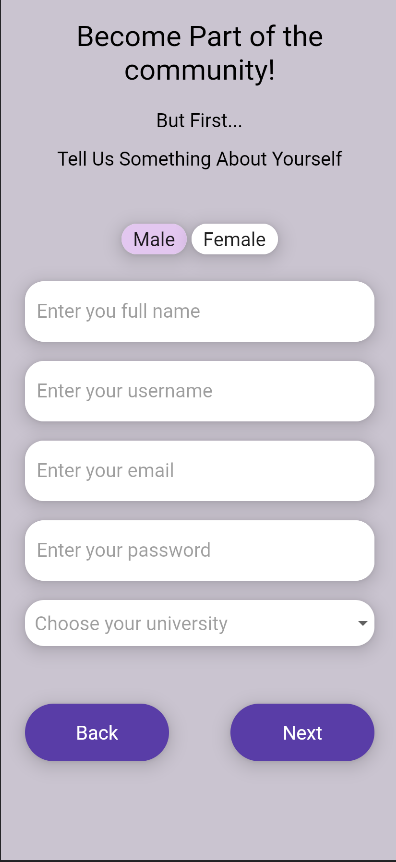 Become Part of the
community!
But First...
Tell Us Something About Yourself
Male Female
Enter you full name
Enter your username
Enter your email
Enter your password
Choose your university
Back Next